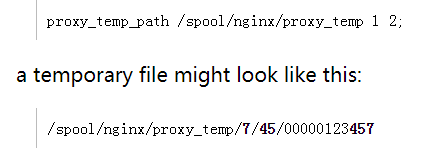 proxy_temp_path /spool/nginx/proxy_temp 1 2;
a temporary file might look like this:
/spool/nginx/proxy_temp/7/45/00000123457